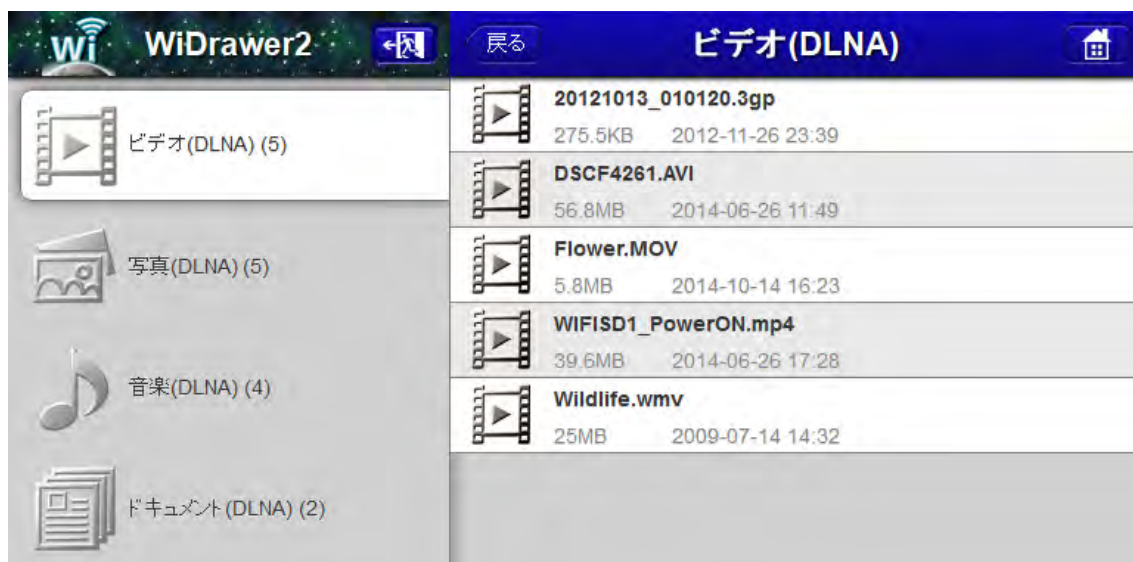 Wi WiDrawer2
ビデオ(DLNA) (5)
写真(DLNA) (5)
音楽(DLNA) (4)
ドキュメント(DLNA) (2)
戻る ビデオ(DLNA)
20121013_010120.3gp
275.5KB 2012-11-26 23:39
DSCF4261.AVI
56.8MB 2014-06-26 11:49
Flower.MOV
5.8MB 2014-10-14 16:23
WIFISD1_PowerON.mp4
39.6MB 2014-06-26 17:28
Wildlife.wmv
25MB 2009-07-14 14:32